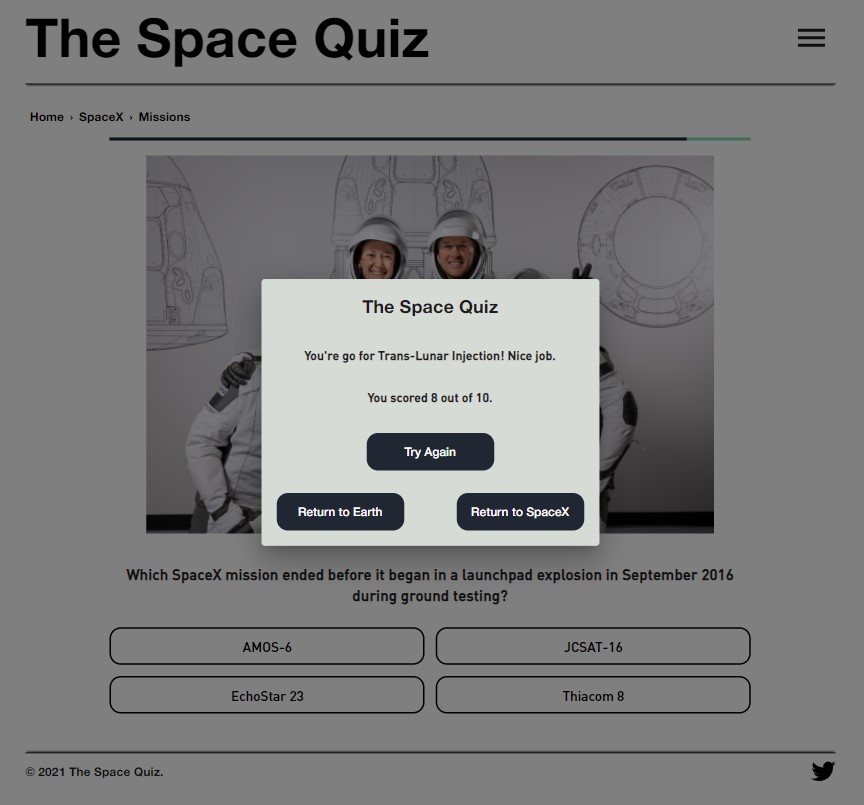 The Space Quiz
Home › SpaceX › Missions
The Space Quiz
You're go for Trans-Lunar Injection! Nice job.
You scored 8 out of 10.
Try Again
Return to Earth
Return to SpaceX
Which SpaceX mission ended before it began in a launchpad explosion in September 2016
during ground testing?
AMOS-6
JCSAT-16
EchoStar 23
Thiacom 8
© 2021 The Space Quiz.